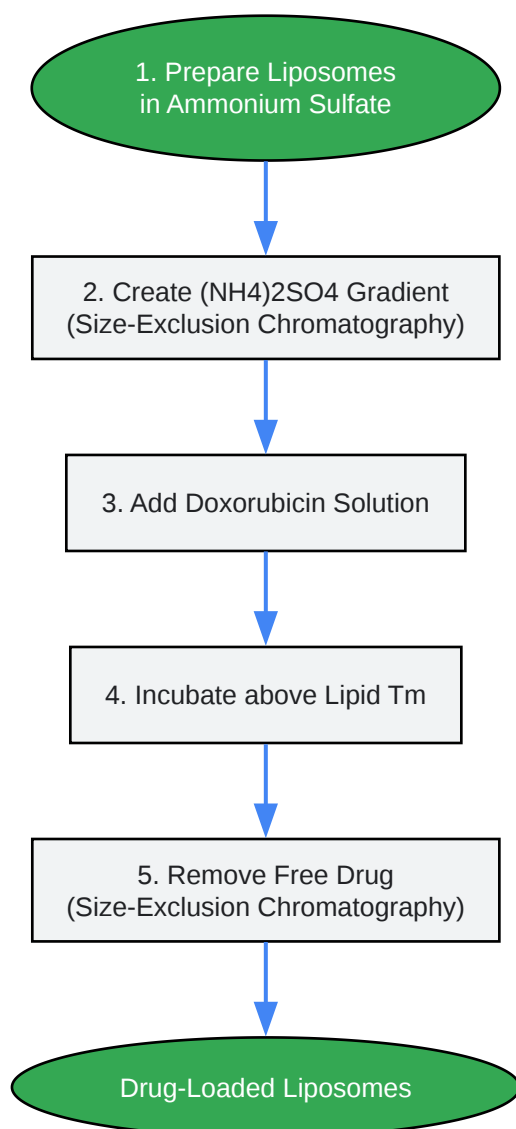 1. Prepare Liposomes
in Ammonium Sulfate
2. Create (NH4)2SO4 Gradient
(Size-Exclusion Chromatography)
3. Add Doxorubicin Solution
4. Incubate above Lipid Tm
5. Remove Free Drug
(Size-Exclusion Chromatography)
Drug-Loaded Liposomes